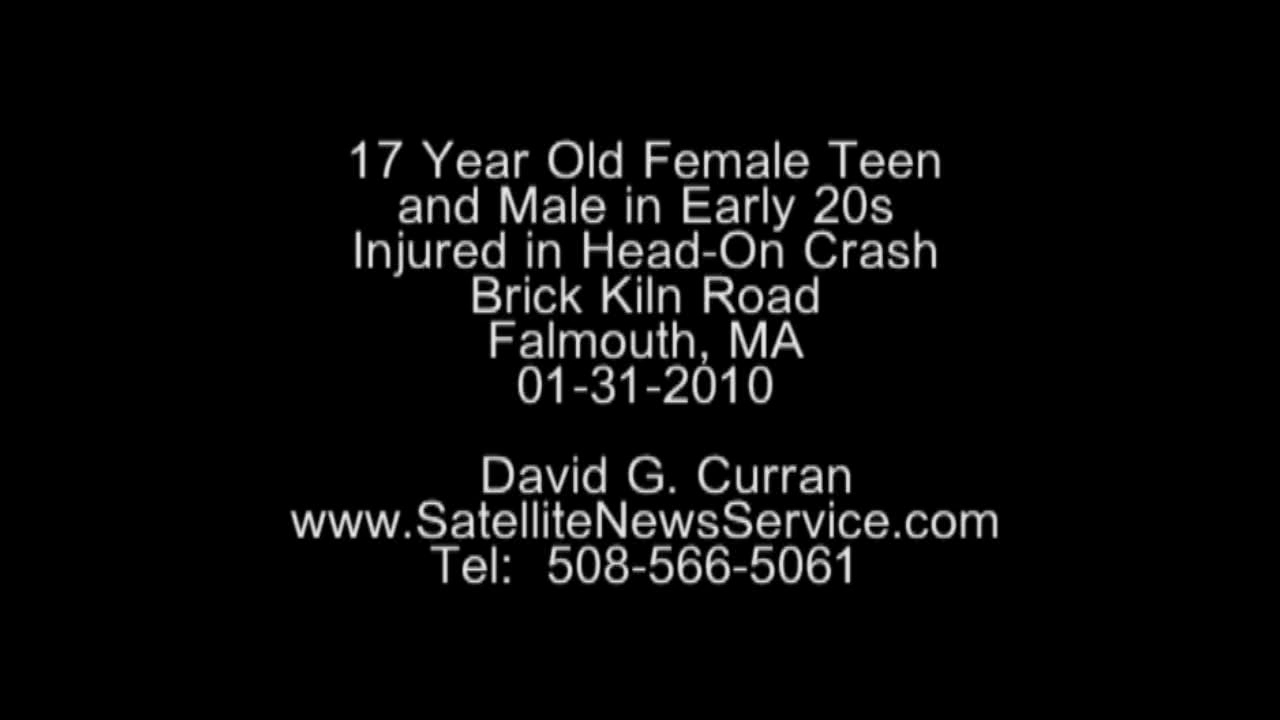 17 Year Old Female Teen
and Male in Early 20s
Injured in Head-On Crash
Brick Kiln Road
Falmouth, MA
01-31-2010
David G. Curran
www.SatelliteNewsService.com
Tel: 508-566-5061